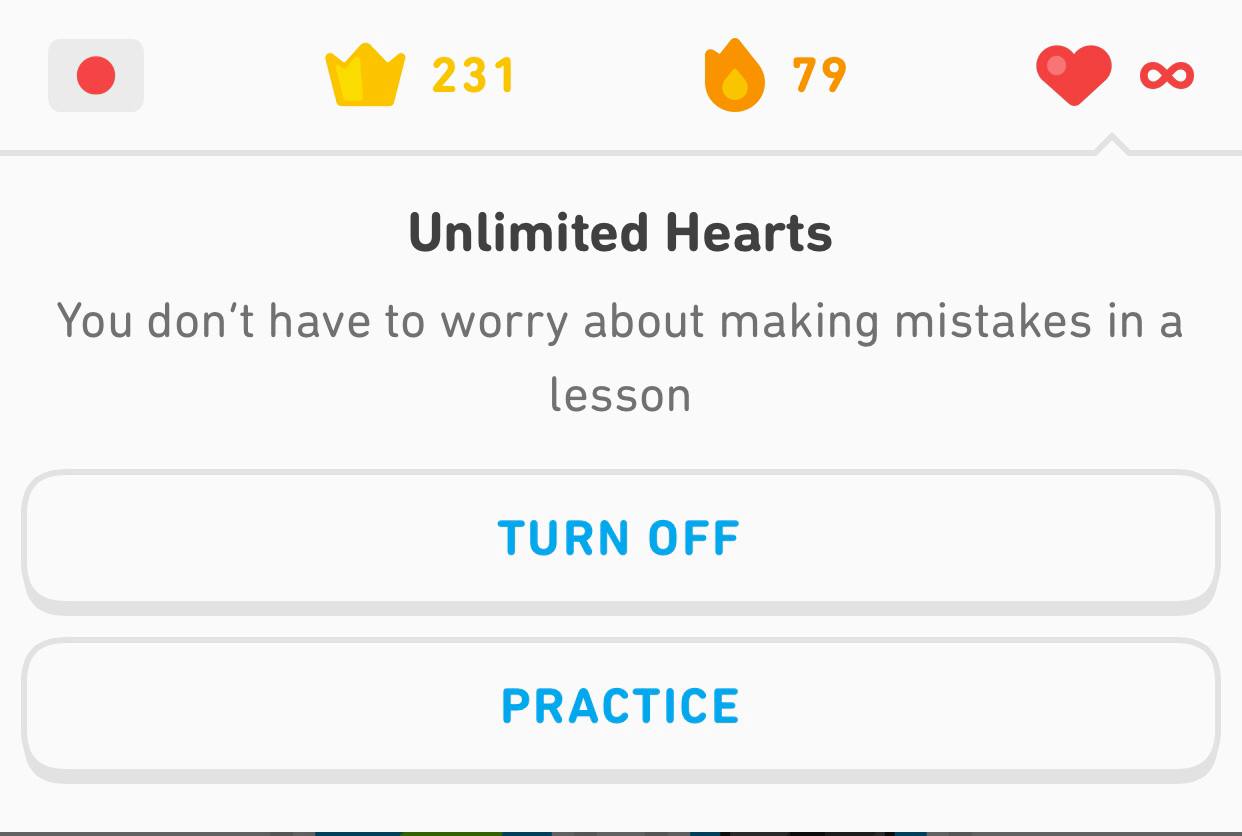 231
79
∞
Unlimited Hearts
You don't have to worry about making mistakes in a
lesson
TURN OFF
PRACTICE